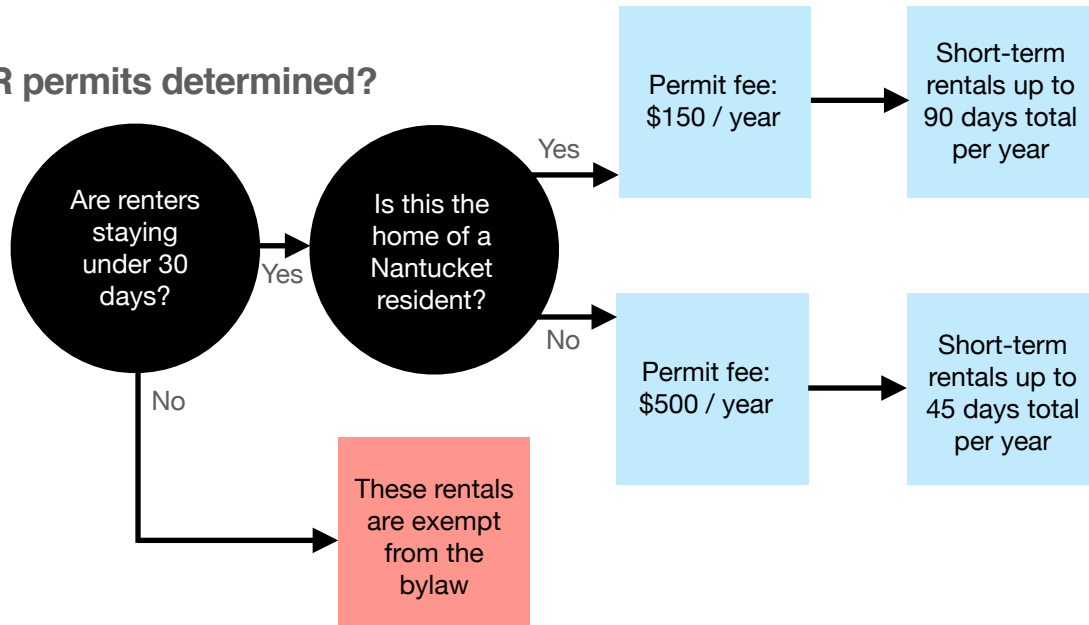 R permits determined?
Are renters
staying
under 30
days?
Yes
No
Is this the
home of a
Nantucket
resident?
Yes
No
Permit fee:
$150 / year
Short-term
rentals up to
90 days total
per year
Permit fee:
$500 / year
Short-term
rentals up to
45 days total
per year
These rentals
are exempt
from the
bylaw